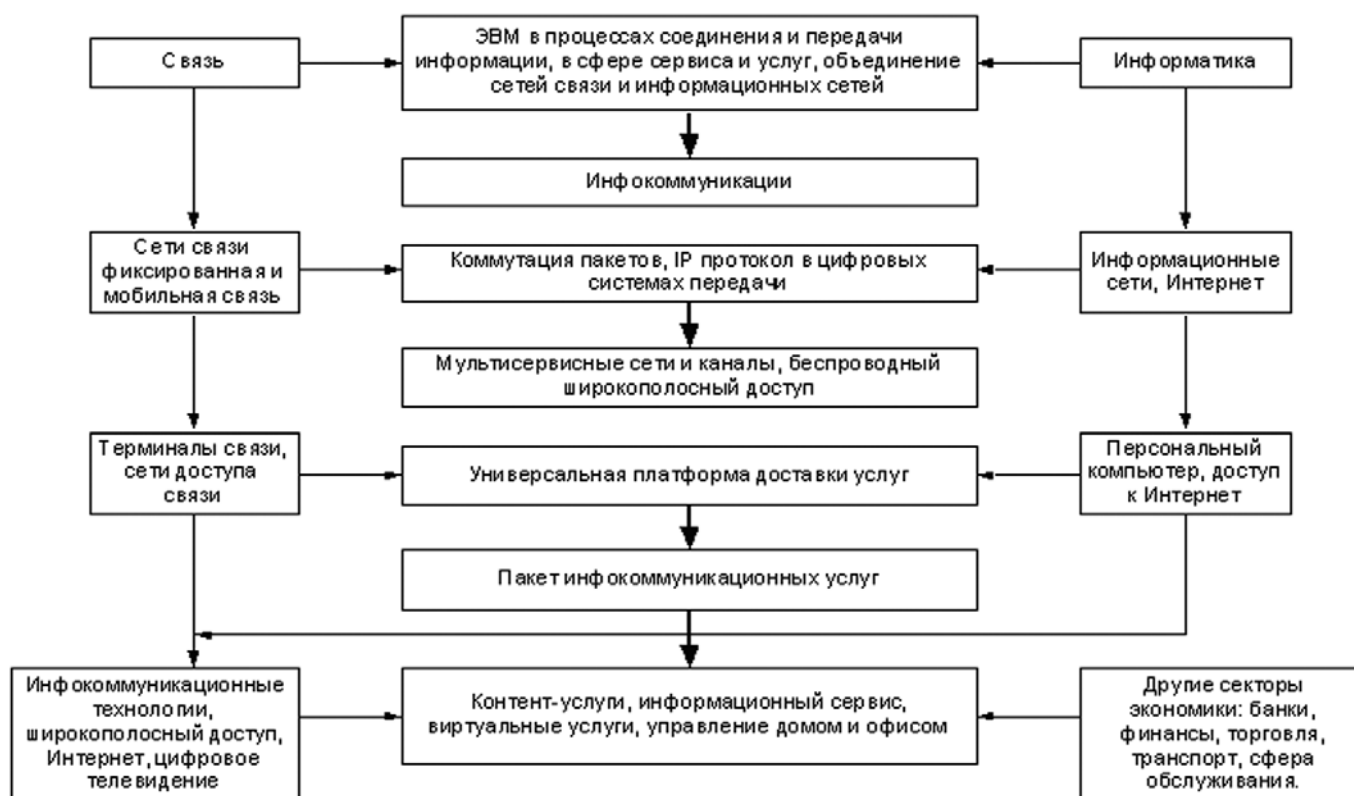 Связь
ЭВМ в процессах соединения и передачи
информации, в сфере сервиса и услуг, объединение
сетей связи и информационных сетей
Информатика
Инфокоммуникации
Сети связи
фиксированная и
мобильная связь
Коммутация пакетов, IP протокол в цифровых
системах передачи
Информационные
сети, Интернет
Мультисервисные сети и каналы, беспроводный
широкополосный доступ
Терминалы связи,
сети доступа
связи
Универсальная платформа доставки услуг
Персональный
компьютер, доступ
к Интернет
Пакет инфокоммуникационных услуг
Инфокоммуникационные
технологии,
широкополосный доступ,
Интернет, цифровое
телевидение
Контент-услуги, информационный сервис,
виртуальные услуги, управление домом и офисом
Другие секторы
экономики: банки,
финансы, торговля,
транспорт, сфера
обслуживания.